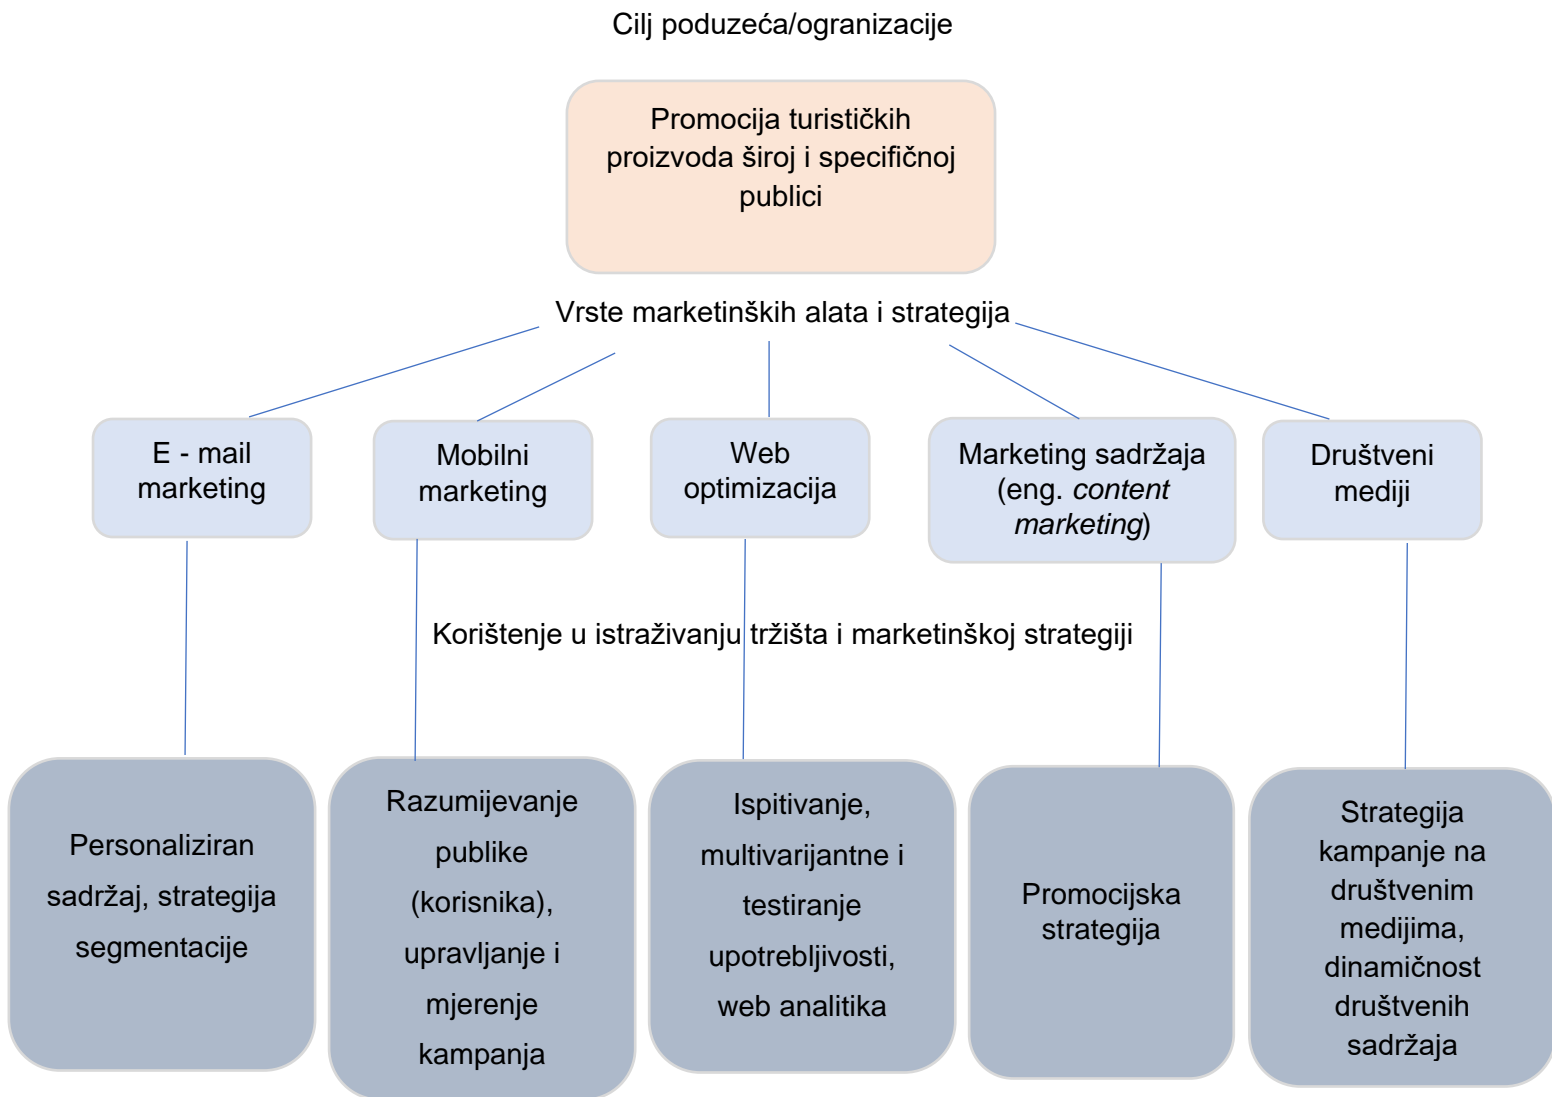 Cilj poduzeća/ogranizacije
Promocija turističkih
proizvoda široj i specifičnoj
publici
Vrste marketinških alata i strategija
E - mail
marketing
Mobilni
marketing
Web
optimizacija
Marketing sadržaja
(eng. content
marketing)
Društveni
mediji
Korištenje u istraživanju tržišta i marketinškoj strategiji
Personaliziran
sadržaj, strategija
segmentacije
Razumijevanje
publike
(korisnika),
upravljanje i
mjerenje
kampanja
Ispitivanje,
multivarijantne i
testiranje
upotrebljivosti,
web analitika
Promocijska
strategija
Strategija
kampanje na
društvenim
medijima,
dinamičnost
društvenih
sadržaja